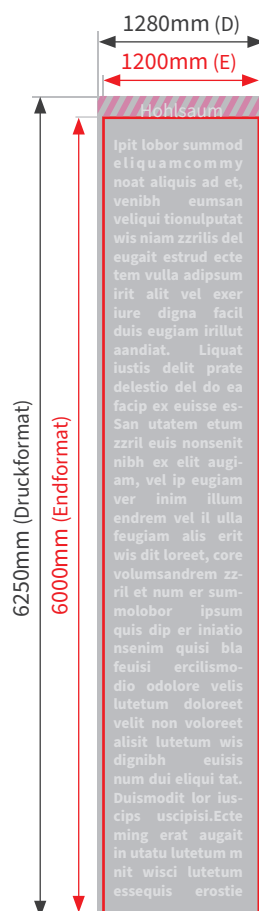 1280mm (D)
1200mm (E)
Hohlsaum
Ipit lobor summod
eliquamcommy
noat aliquis ad et,
venibh eumsan
veliqui tionulputat
wis niam zzrilis del
eugait estrud ecte
tem vulla adipsum
irit alit vel exer
iure digna facil
duis eugiam irillut
aandiat. Liquat
iustis delit prate
delestio del do ea
facip ex euisse es-
San utatem etum
zzril euis nonsenit
nibh ex elit augi-
am, vel ip eugiam
ver inim illum
endrem vel il ulla
feugiam alis erit
wis dit loreet, core
volumsandrem zz-
ril et num er sum-
molobor ipsum
quis dip er iniatio
nsenim quisi bla
feuisi ercilismo-
dio odolore velis
lutetum doloreet
velit non voloreet
alisit lutetum wis
dignibh euisis
num dui eliqui tat.
Duismodit lor ius-
cips uscipisi.Ecte
ming erat augait
in utatu lutetum m
nit wisci lutetum
essequis erostie
6250mm (Druckformat)
6000mm (Endformat)